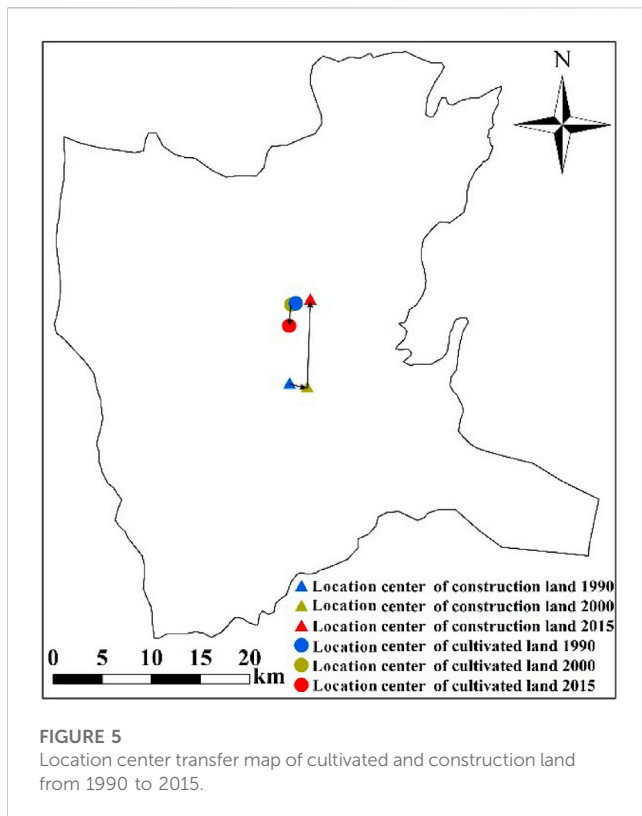 N
Location center of construction land 1990
Location center of construction land 2000
Location center of construction land 2015
Location center of cultivated land 1990
Location center of cultivated land 2000
Location center of cultivated land 2015
0 5 10 15 20
km
FIGURE 5
Location center transfer map of cultivated and construction land
from 1990 to 2015.